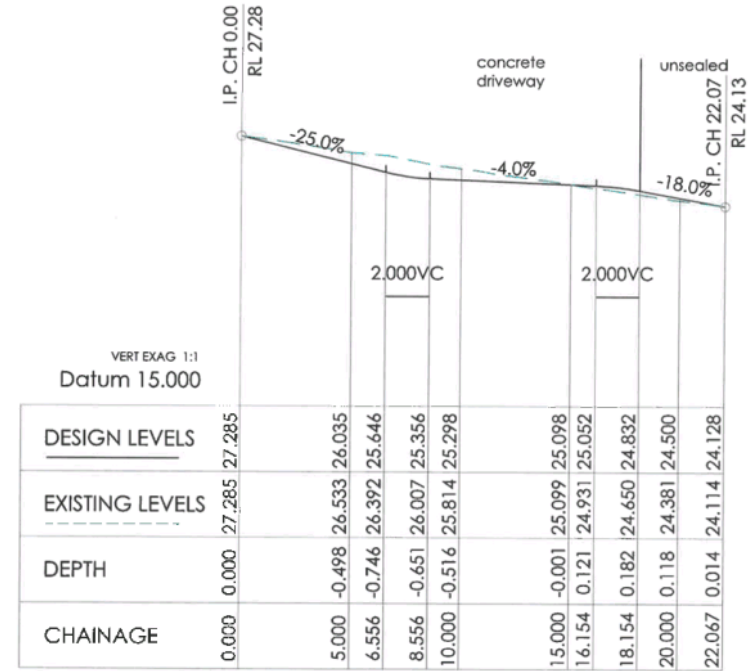 I.P. CH 0.00
RL 27.28
concrete
driveway
unsealed
I.P. CH 22.07
RL 24.13
-25.0%
-4.0%
-18.0%
2.000VC
2.000VC
VERT EXAG 1:1
Datum 15.000
DESIGN LEVELS 27.285 26.035 25.646 25.356 25.298 25.098 25.052 24.832 24.500 24.128
EXISTING LEVELS 27.285 26.533 26.392 26.007 25.814 25.099 24.931 24.650 24.381 24.114
DEPTH 0.000 -0.498 -0.746 -0.651 -0.516 -0.001 0.121 0.182 0.118 0.014
CHAINAGE 0.000 5.000 6.556 8.556 10.000 15.000 16.154 18.154 20.000 22.067